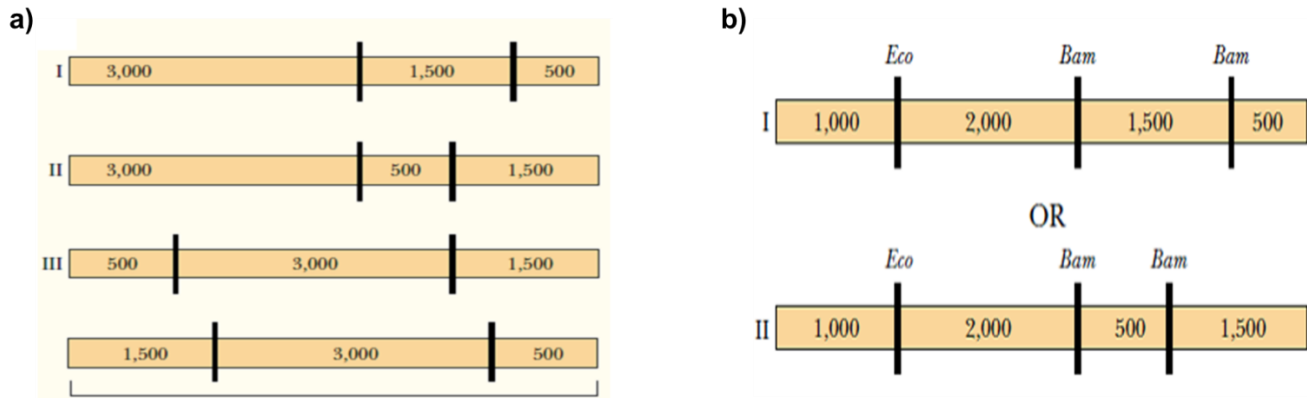 a)
I 3,000 1,500 500
II 3,000 500 1,500
III 500 3,000 1,500
1,500 3,000 500
b)
Eco Bam Bam
I 1,000 2,000 1,500 500
OR
Eco Bam Bam
II 1,000 2,000 500 1,500